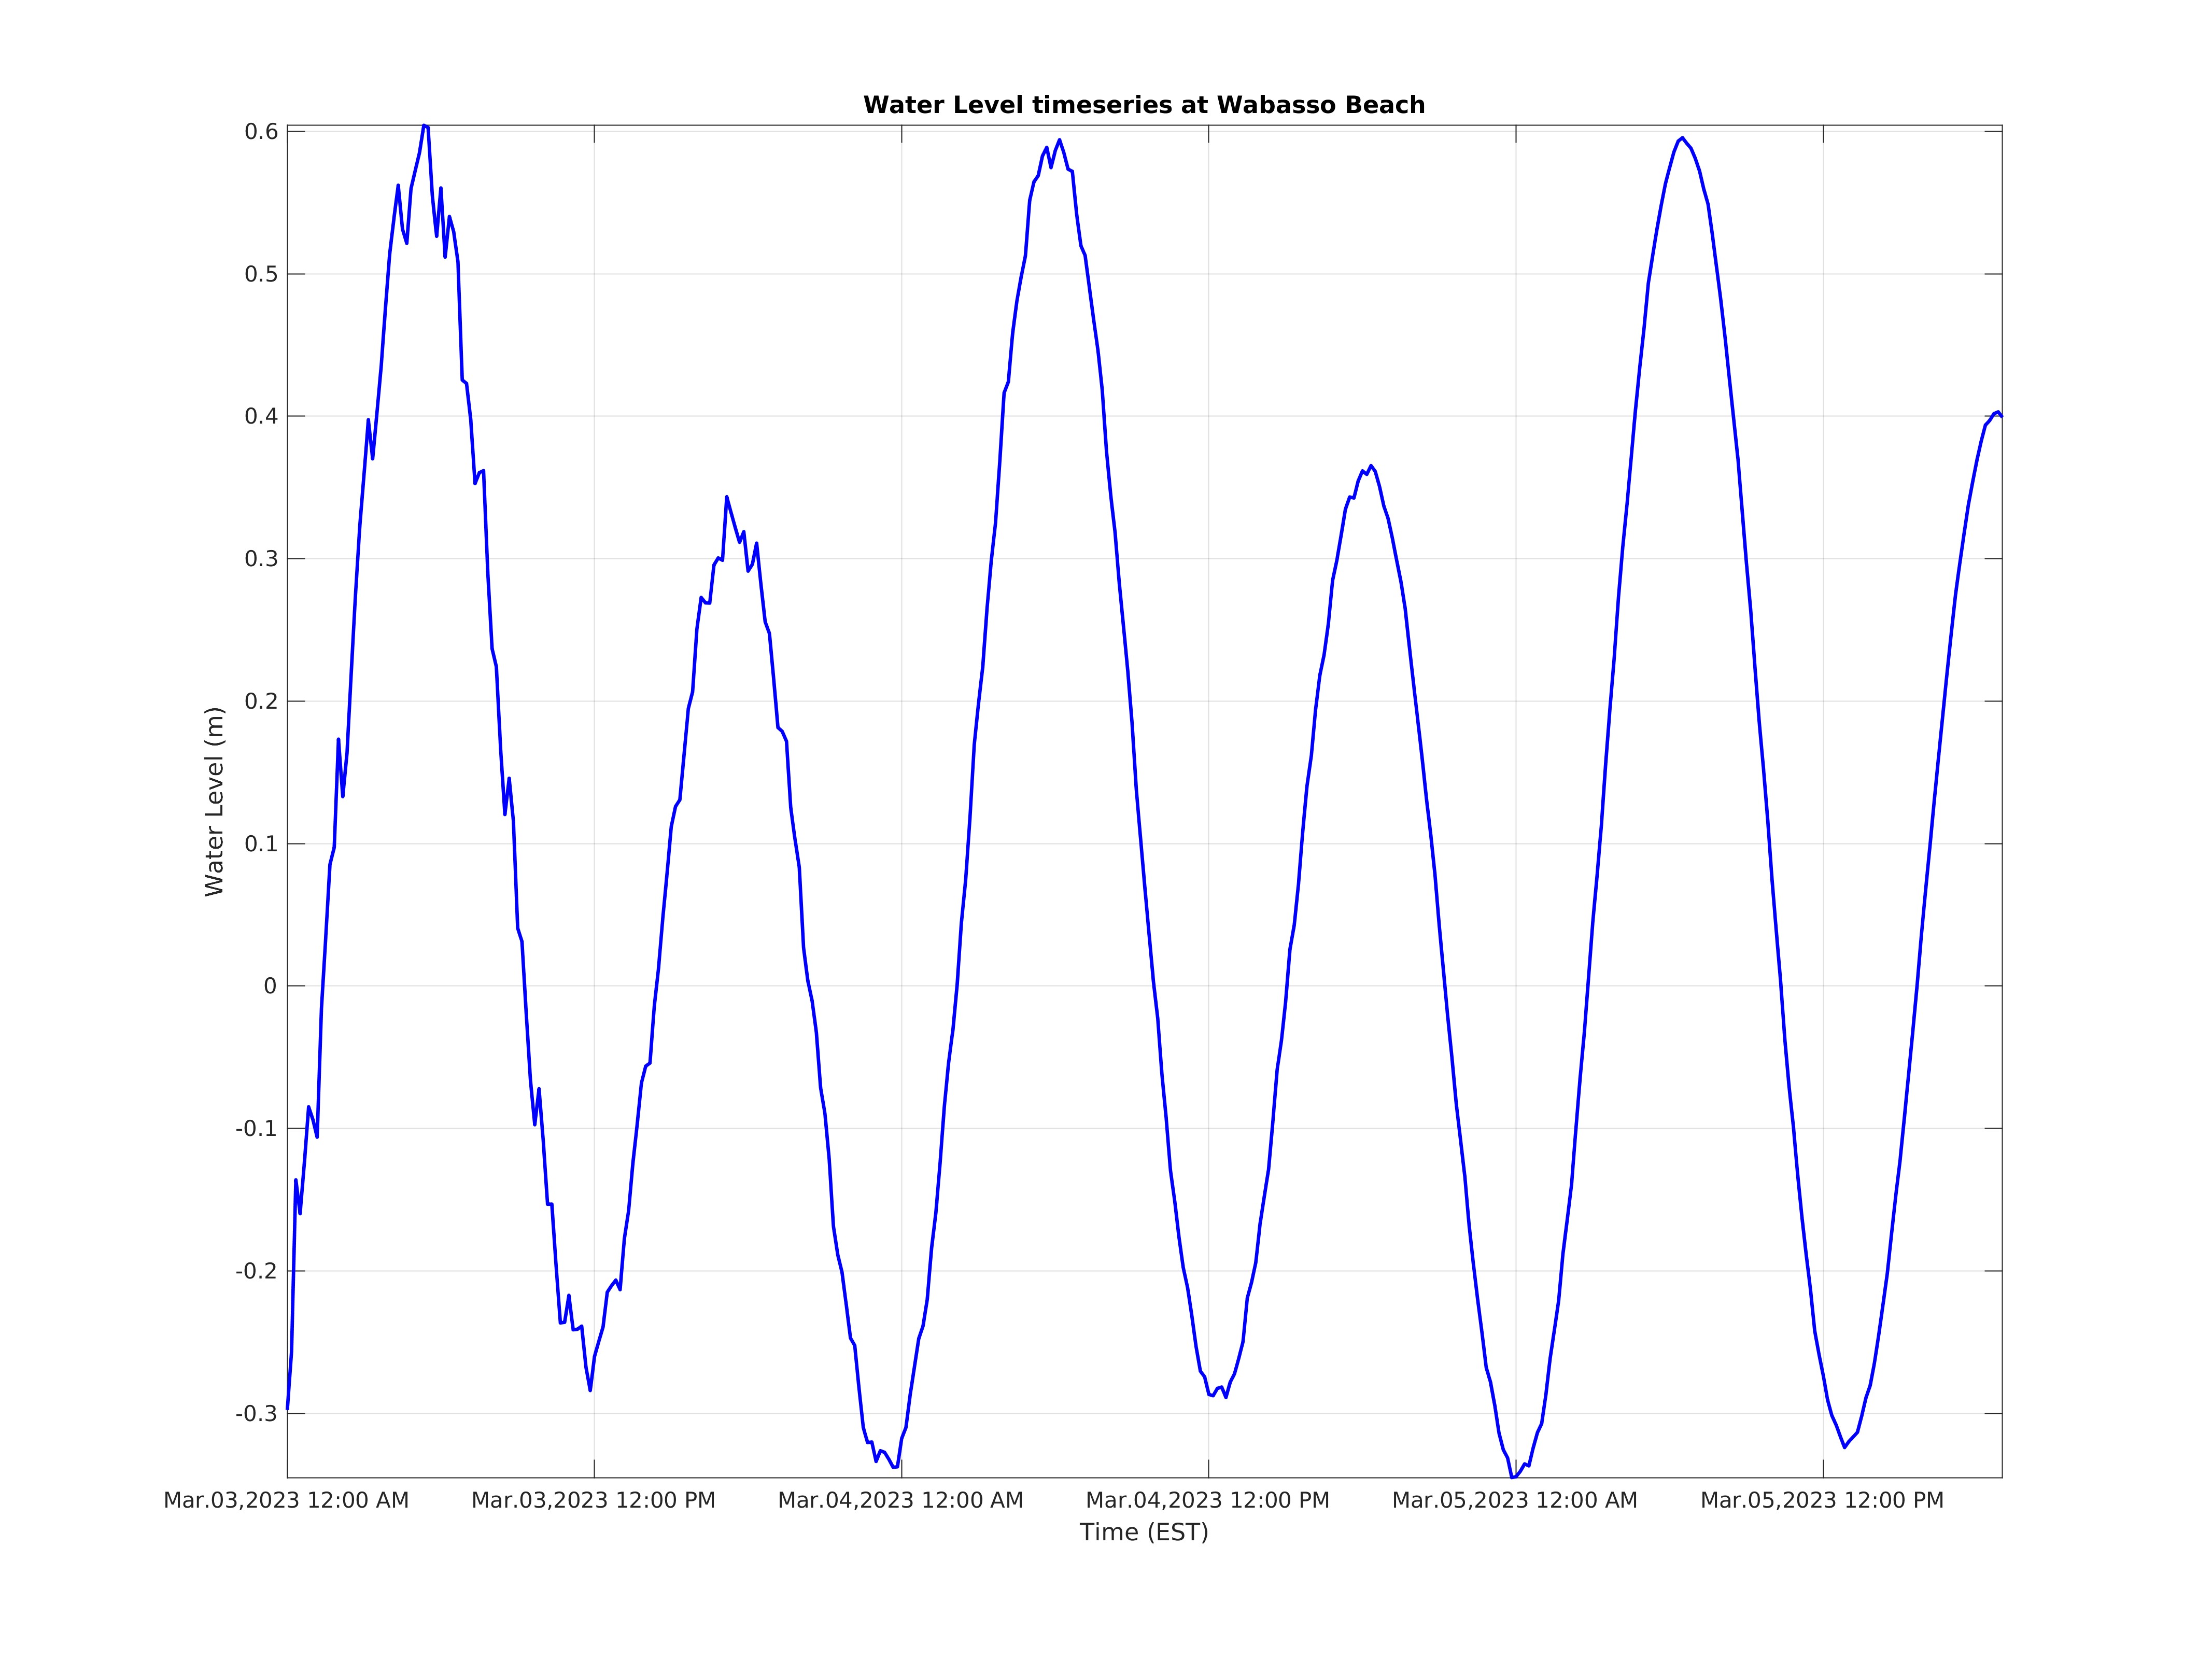 Water Level timeseries at Wabasso Beach
0.6
0.5
0.4
0.3
0.2
0.1
0
-0.1
-0.2
-0.3
Water Level (m)
Mar.03,2023 12:00 AM
Mar.03,2023 12:00 PM
Mar.04,2023 12:00 AM
Mar.04,2023 12:00 PM
Mar.05,2023 12:00 AM
Mar.05,2023 12:00 PM
Time (EST)